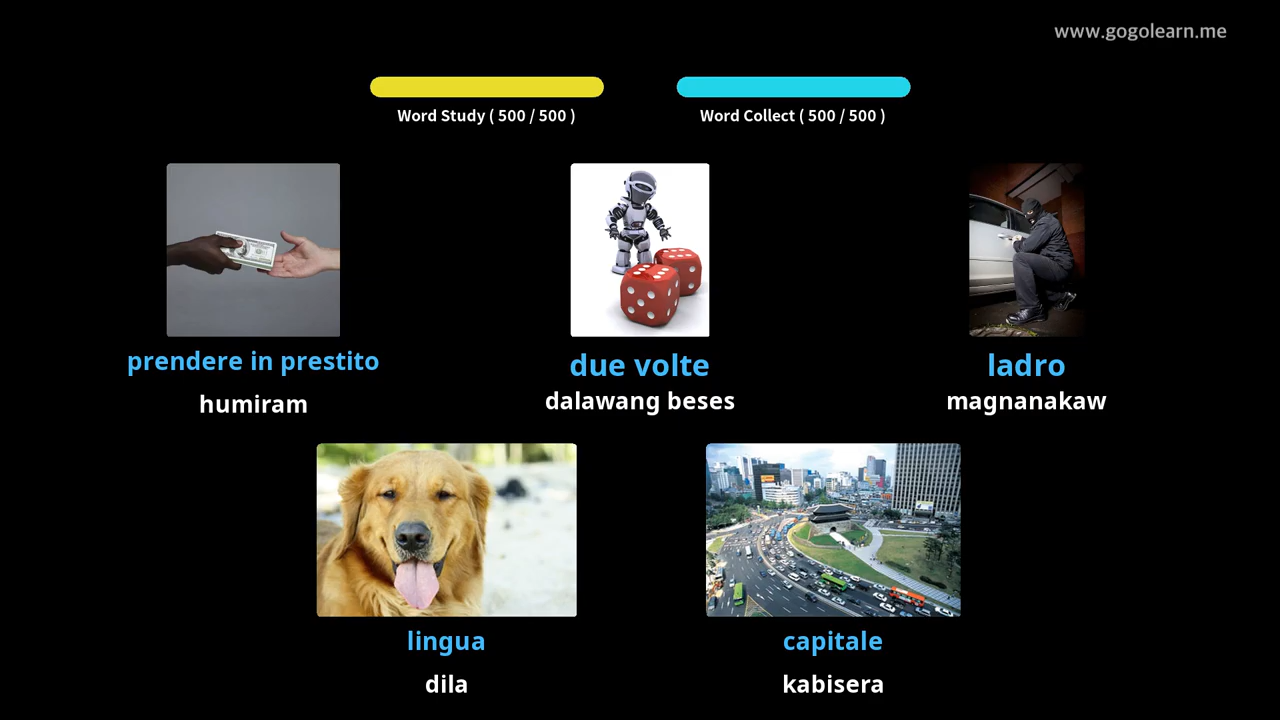 www.gogolearn.me
Word Study ( 500 / 500 )
Word Collect ( 500 / 500 )
prendere in prestito
humiram
due volte
dalawang beses
ladro
magnanakaw
lingua
dila
capitale
kabisera